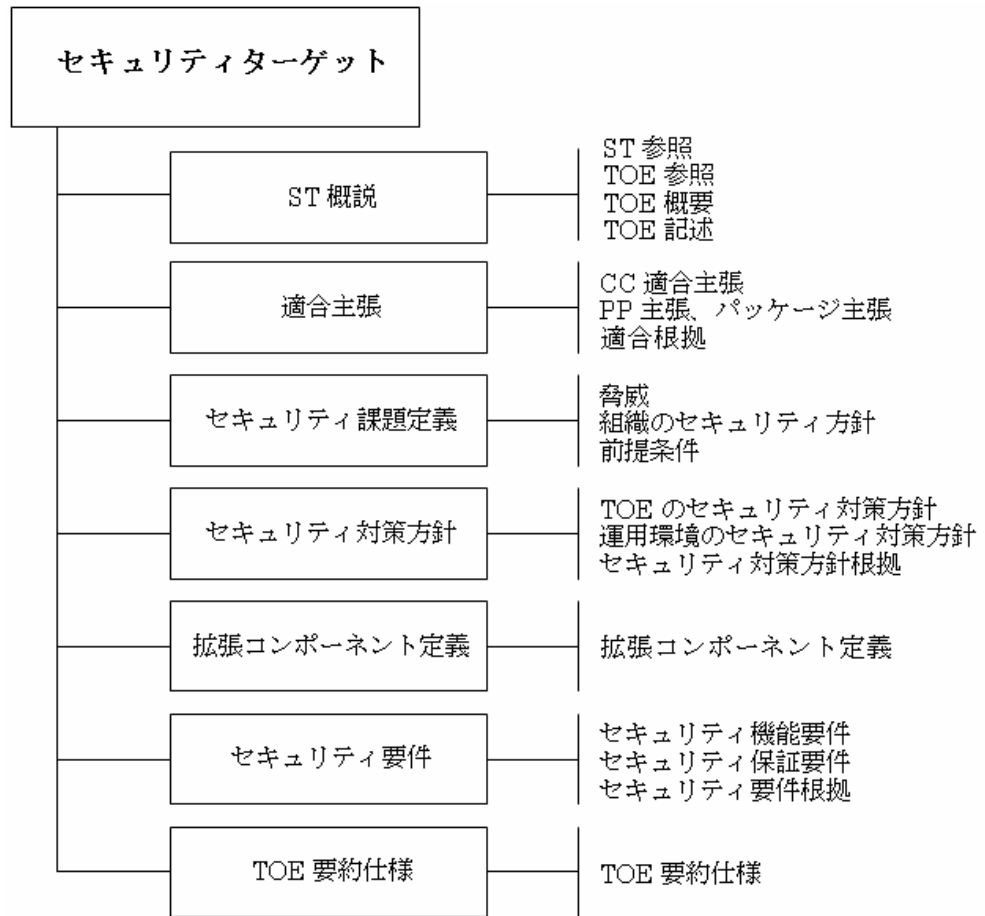 セキュリティターゲット
ST 概説
ST 参照
TOE 参照
TOE 概要
TOE 記述
適合主張
CC 適合主張
PP 主張、パッケージ主張
適合根拠
セキュリティ課題定義
脅威
組織のセキュリティ方針
前提条件
セキュリティ対策方針
TOE のセキュリティ対策方針
運用環境のセキュリティ対策方針
セキュリティ対策方針根拠
拡張コンポーネント定義
拡張コンポーネント定義
セキュリティ要件
セキュリティ機能要件
セキュリティ保証要件
セキュリティ要件根拠
TOE 要約仕様
TOE 要約仕様